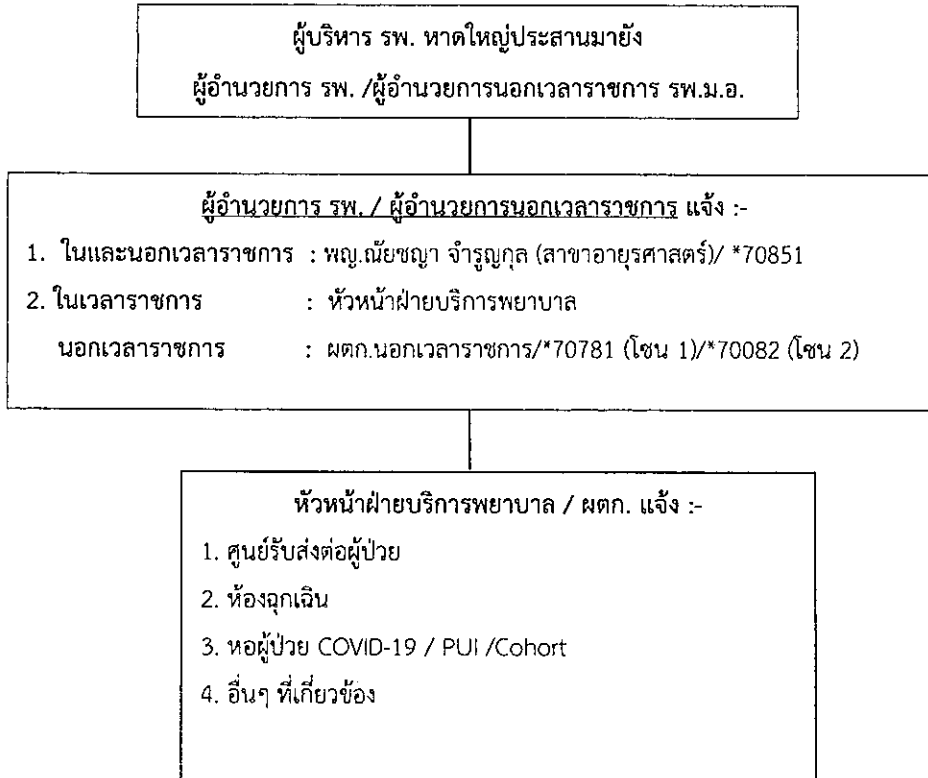 ผู้บริหาร รพ. หาดใหญ่ประสานมายัง
ผู้อำนวยการ รพ. /ผู้อำนวยการนอกเวลาราชการ รพ.ม.อ.
ผู้อำนวยการ รพ. / ผู้อำนวยการนอกเวลาราชการ แจ้ง :-
1. ในและนอกเวลาราชการ : พญ.ณัยชญา จำรูญกุล (สาขาอายุรศาสตร์)/ *70851
2. ในเวลาราชการ : หัวหน้าฝ่ายบริการพยาบาล
นอกเวลาราชการ : ผตก.นอกเวลาราชการ/*70781 (โซน 1)/*70082 (โซน 2)
หัวหน้าฝ่ายบริการพยาบาล / ผตก. แจ้ง :-
1. ศูนย์รับส่งต่อผู้ป่วย
2. ห้องฉุกเฉิน
3. หอผู้ป่วย COVID-19 / PUI /Cohort
4. อื่นๆ ที่เกี่ยวข้อง